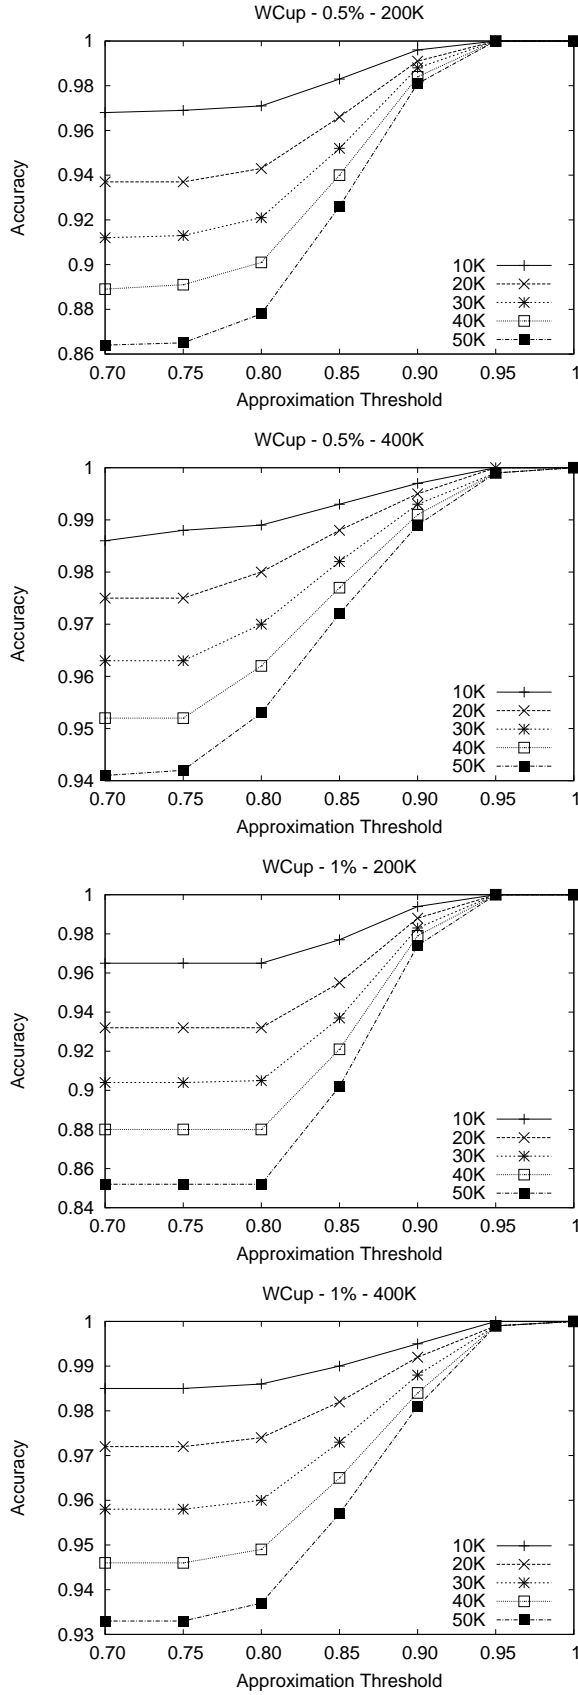 WCup - 0.5% - 200K
1
0.98
0.96
0.94
0.92
0.9
0.88
0.86
Accuracy
10K
20K
30K
40K
50K
0.70 0.75 0.80 0.85 0.90 0.95 1
Approximation Threshold
WCup - 0.5% - 400K
1
0.99
0.98
0.97
0.96
0.95
0.94
Accuracy
10K
20K
30K
40K
50K
0.70 0.75 0.80 0.85 0.90 0.95 1
Approximation Threshold
WCup - 1% - 200K
1
0.98
0.96
0.94
0.92
0.9
0.88
0.86
0.84
Accuracy
10K
20K
30K
40K
50K
0.70 0.75 0.80 0.85 0.90 0.95 1
Approximation Threshold
WCup - 1% - 400K
1
0.99
0.98
0.97
0.96
0.95
0.94
0.93
Accuracy
10K
20K
30K
40K
50K
0.70 0.75 0.80 0.85 0.90 0.95 1
Approximation Threshold